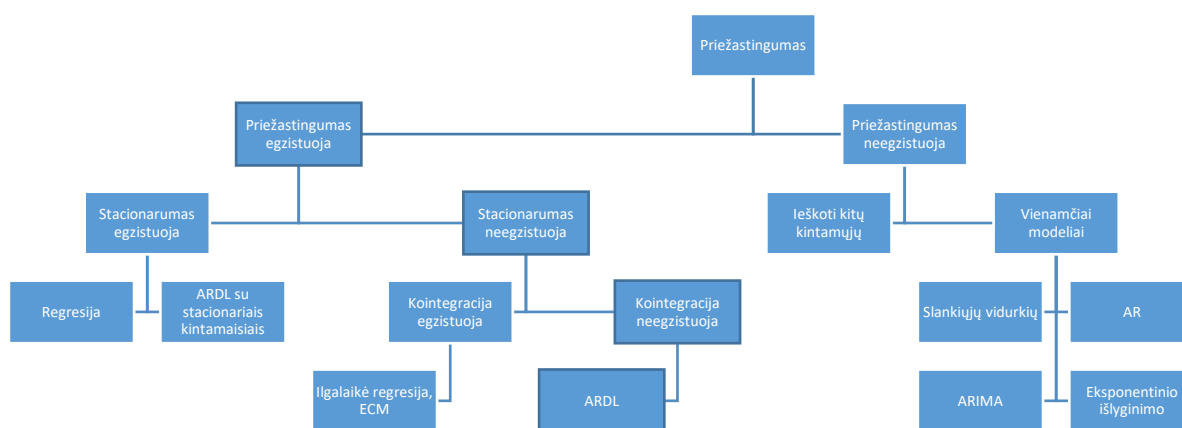 Priežastingumas
Priežastingumas
egzistuoja
Priežastingumas
neegzistuoja
Stacionarumas
egzistuoja
Stacionarumas
neegzistuoja
Ieškoti kitų
kintamųjų
Vienamčiai
modeliai
Regresija
ARDL su
stacionariais
kintamaisiais
Kointegracija
egzistuoja
Kointegracija
neegzistuoja
Slankiųjų vidurkių
AR
Ilgalaikė regresija,
ECM
ARDL
ARIMA
Eksponentinio
išlyginimo